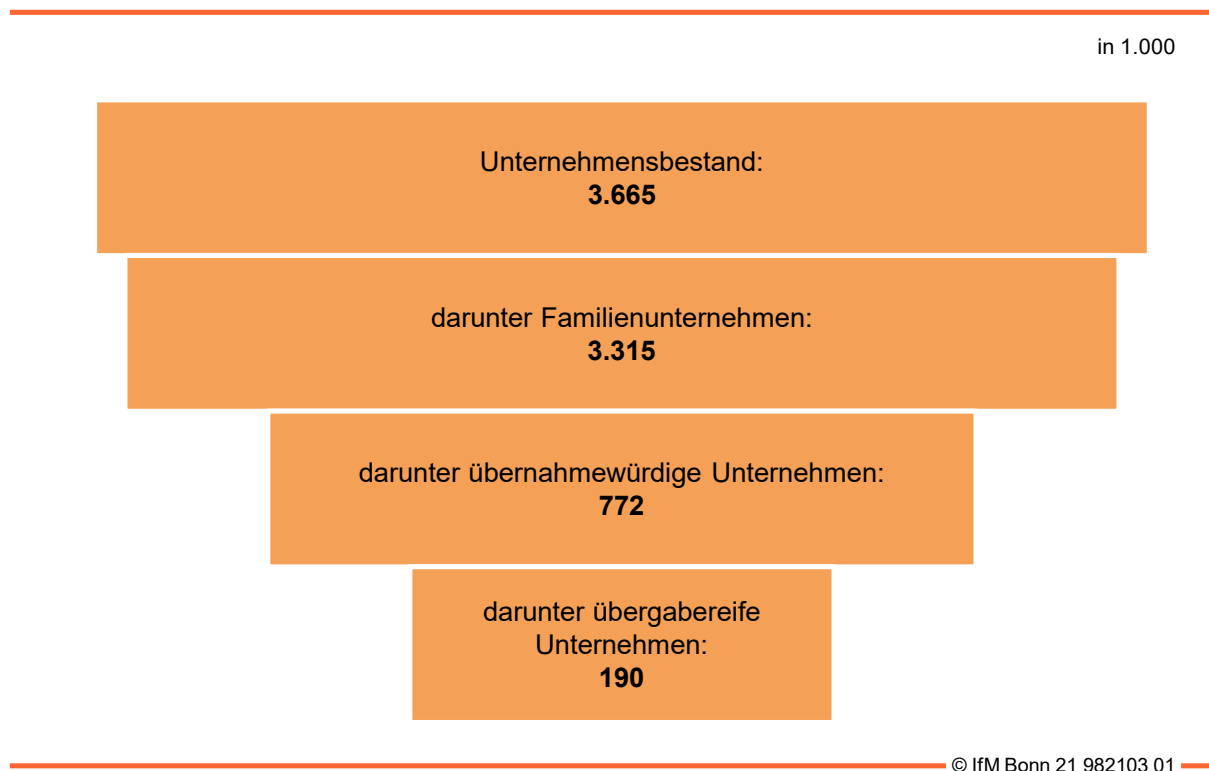 in 1.000
Unternehmensbestand:
3.665
darunter Familienunternehmen:
3.315
darunter übernahmewürdige Unternehmen:
772
darunter übergabereife
Unternehmen:
190
© IfM Bonn 21 982103 01